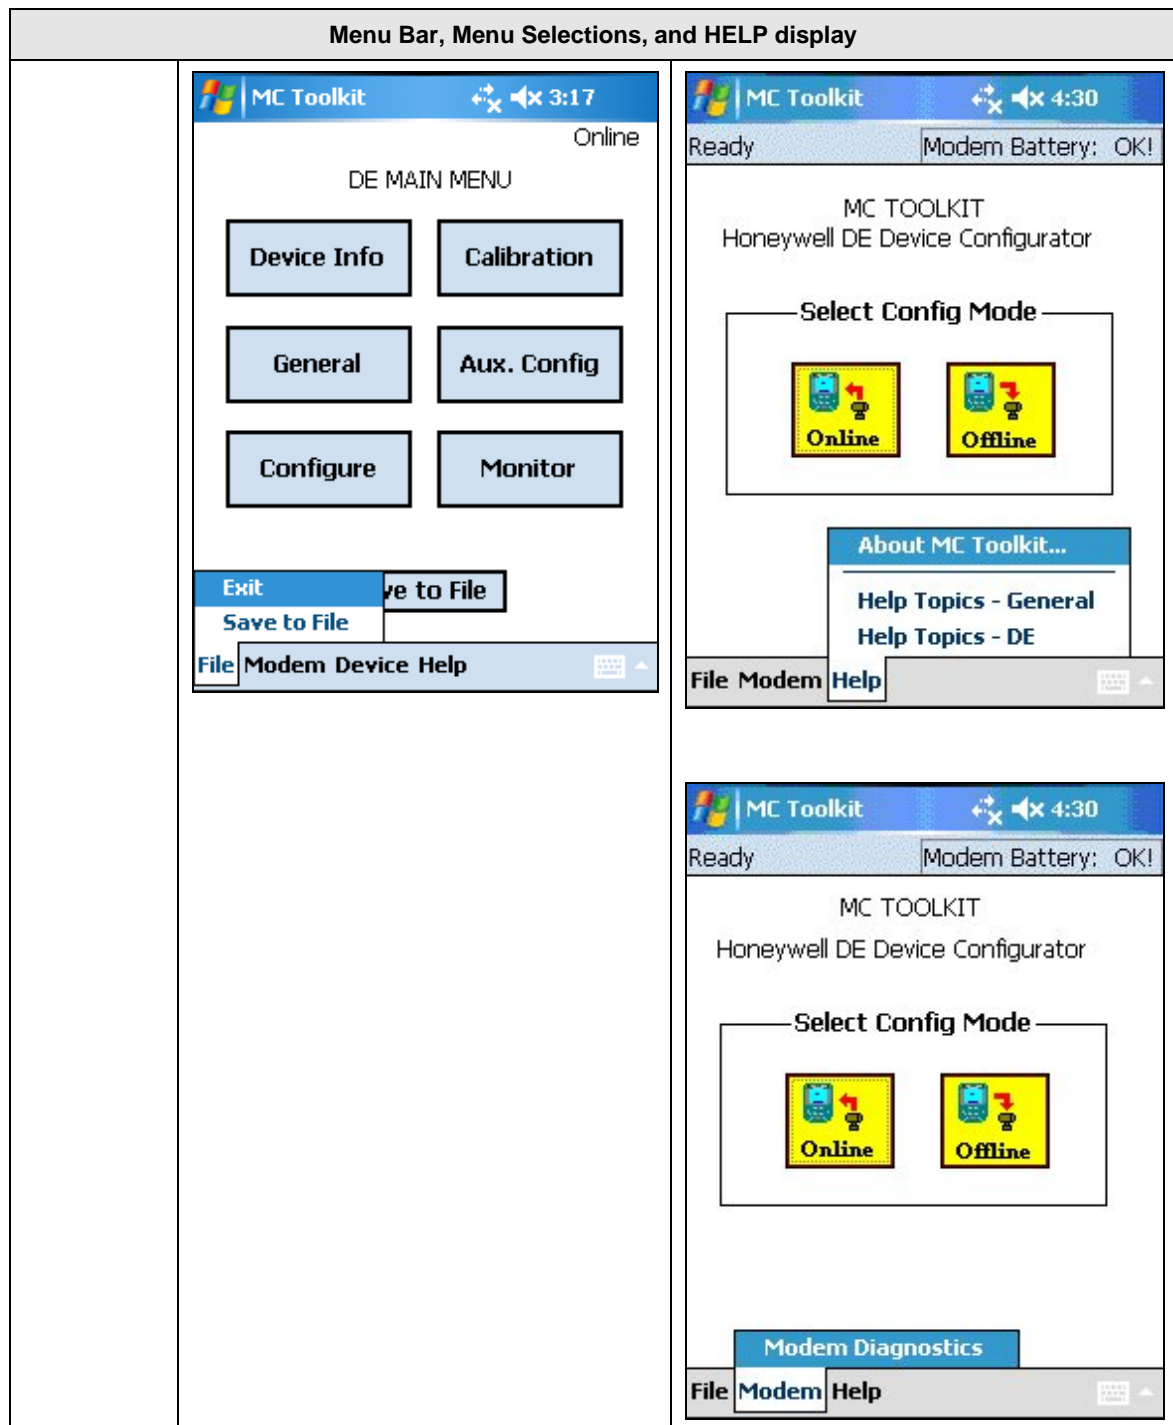 Menu Bar, Menu Selections, and HELP display
MC Toolkit 3:17
Online
DE MAIN MENU
Device Info Calibration
General Aux. Config
Configure Monitor
Exit ve to File
Save to File
File Modem Device Help
MC Toolkit 4:30
Ready Modem Battery: OK!
MC TOOLKIT
Honeywell DE Device Configurator
Select Config Mode
Online Offline
About MC Toolkit...
Help Topics - General
Help Topics - DE
File Modem Help
MC Toolkit 4:30
Ready Modem Battery: OK!
MC TOOLKIT
Honeywell DE Device Configurator
Select Config Mode
Online Offline
Modem Diagnostics
File Modem Help